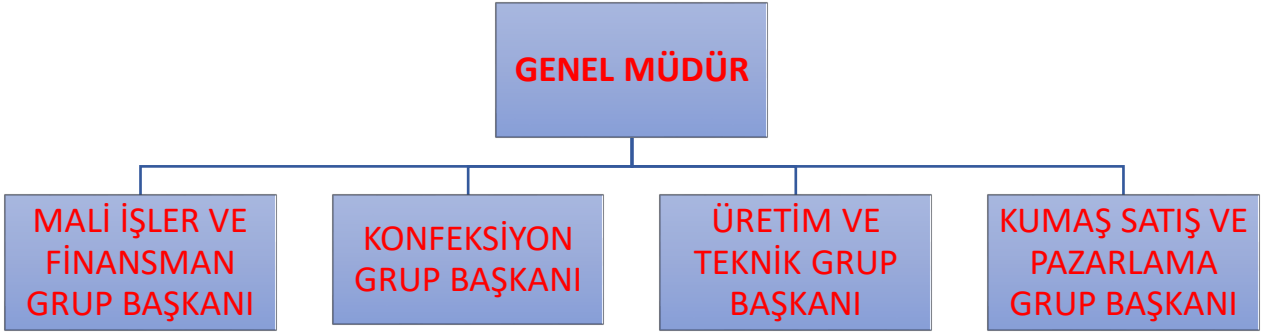 GENEL MÜDÜR
MALİ İŞLER VE
FİNANSMAN
GRUP BAŞKANI
KONFEKSİYON
GRUP BAŞKANI
ÜRETİM VE
TEKNİK GRUP
BAŞKANI
KUMAŞ SATIŞ VE
PAZARLAMA
GRUP BAŞKANI